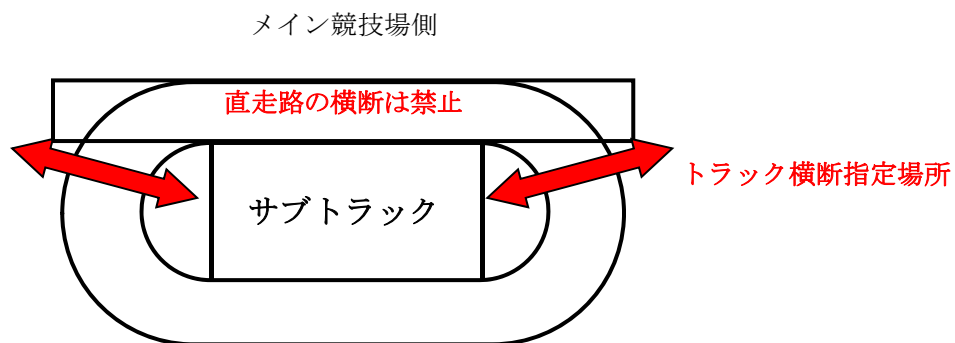 メイン競技場側
直走路の横断は禁止
トラック横断指定場所
サブトラック